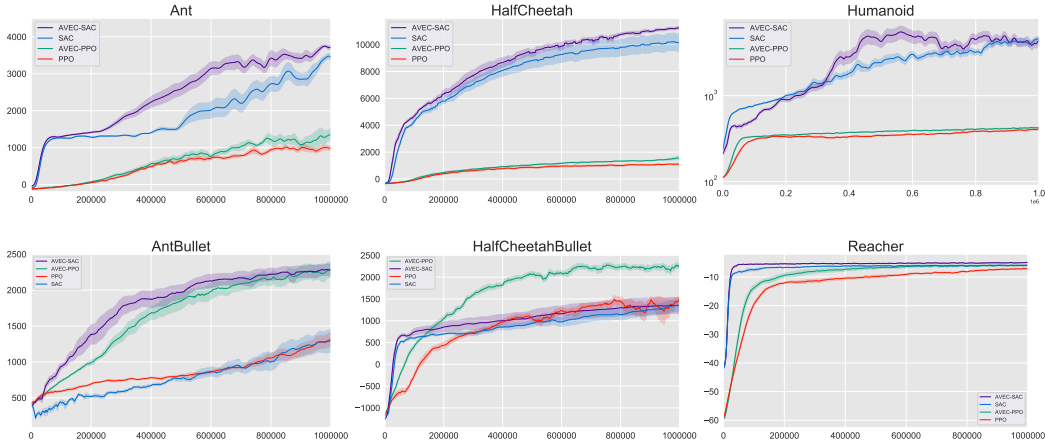 Ant
AVEC-SAC
SAC
AVEC-PPO
PPO
4000
3000
2000
1000
0
0 200000 400000 600000 800000 1000000
HalfCheetah
AVEC-SAC
SAC
AVEC-PPO
PPO
10000
8000
6000
4000
2000
0
0 200000 400000 600000 800000 1000000
Humanoid
AVEC-SAC
SAC
AVEC-PPO
PPO
10³
10²
0.0 0.2 0.4 0.6 0.8 1.0
1e6
AntBullet
AVEC-SAC
AVEC-PPO
PPO
SAC
2500
2000
1500
1000
500
0 200000 400000 600000 800000 1000000
HalfCheetahBullet
AVEC-PPO
AVEC-SAC
PPO
SAC
2500
2000
1500
1000
500
0
−500
−1000
0 200000 400000 600000 800000 1000000
Reacher
−10
−20
−30
−40
−50
−60
AVEC-SAC
SAC
AVEC-PPO
PPO
0 200000 400000 600000 800000 1000000